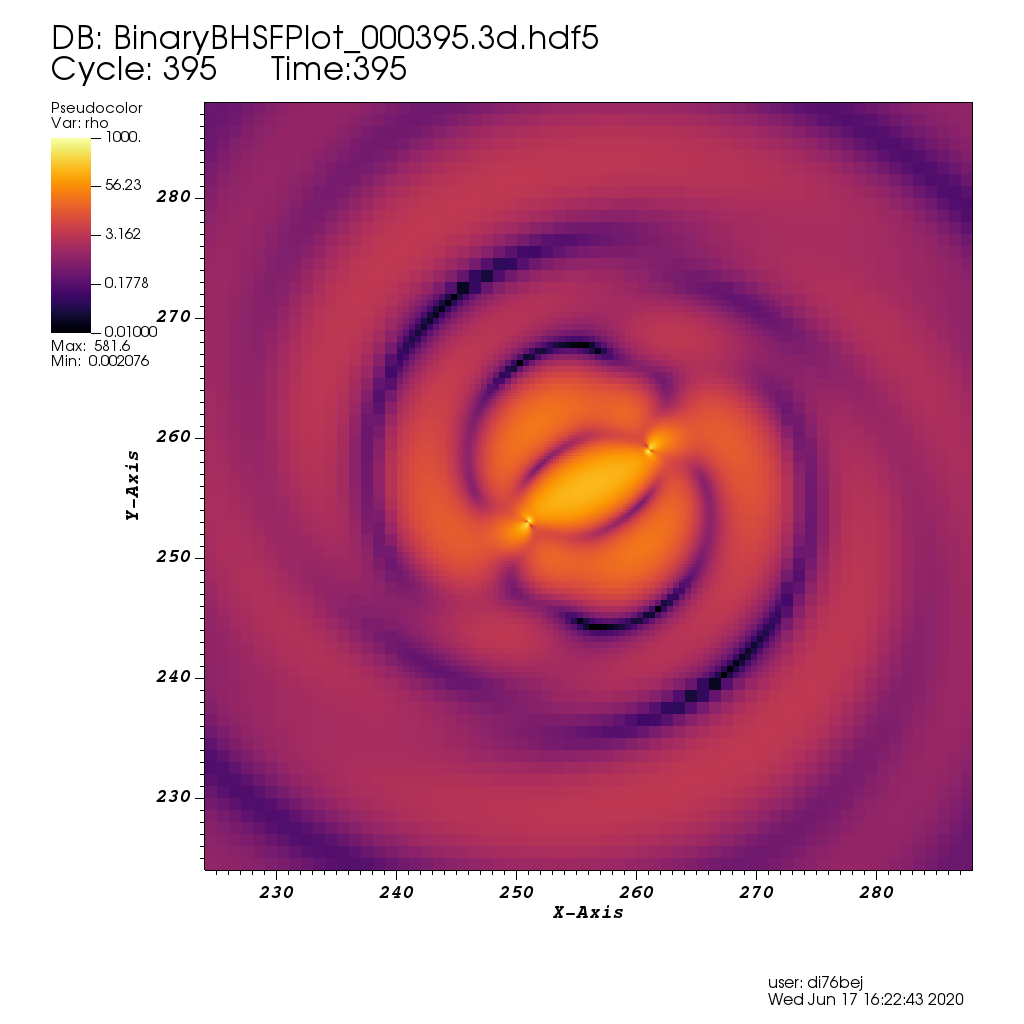 DB: BinaryBHSFPlot_000395.3d.hdf5
Cycle: 395 Time:395
Pseudocolor
Var: rho
1000.
56.23
3.162
0.1778
0.01000
Max: 581.6
Min: 0.002076
280
270
260
250
240
230
Y-Axis
230 240 250 260 270 280
X-Axis
user: di76bej
Wed Jun 17 16:22:43 2020